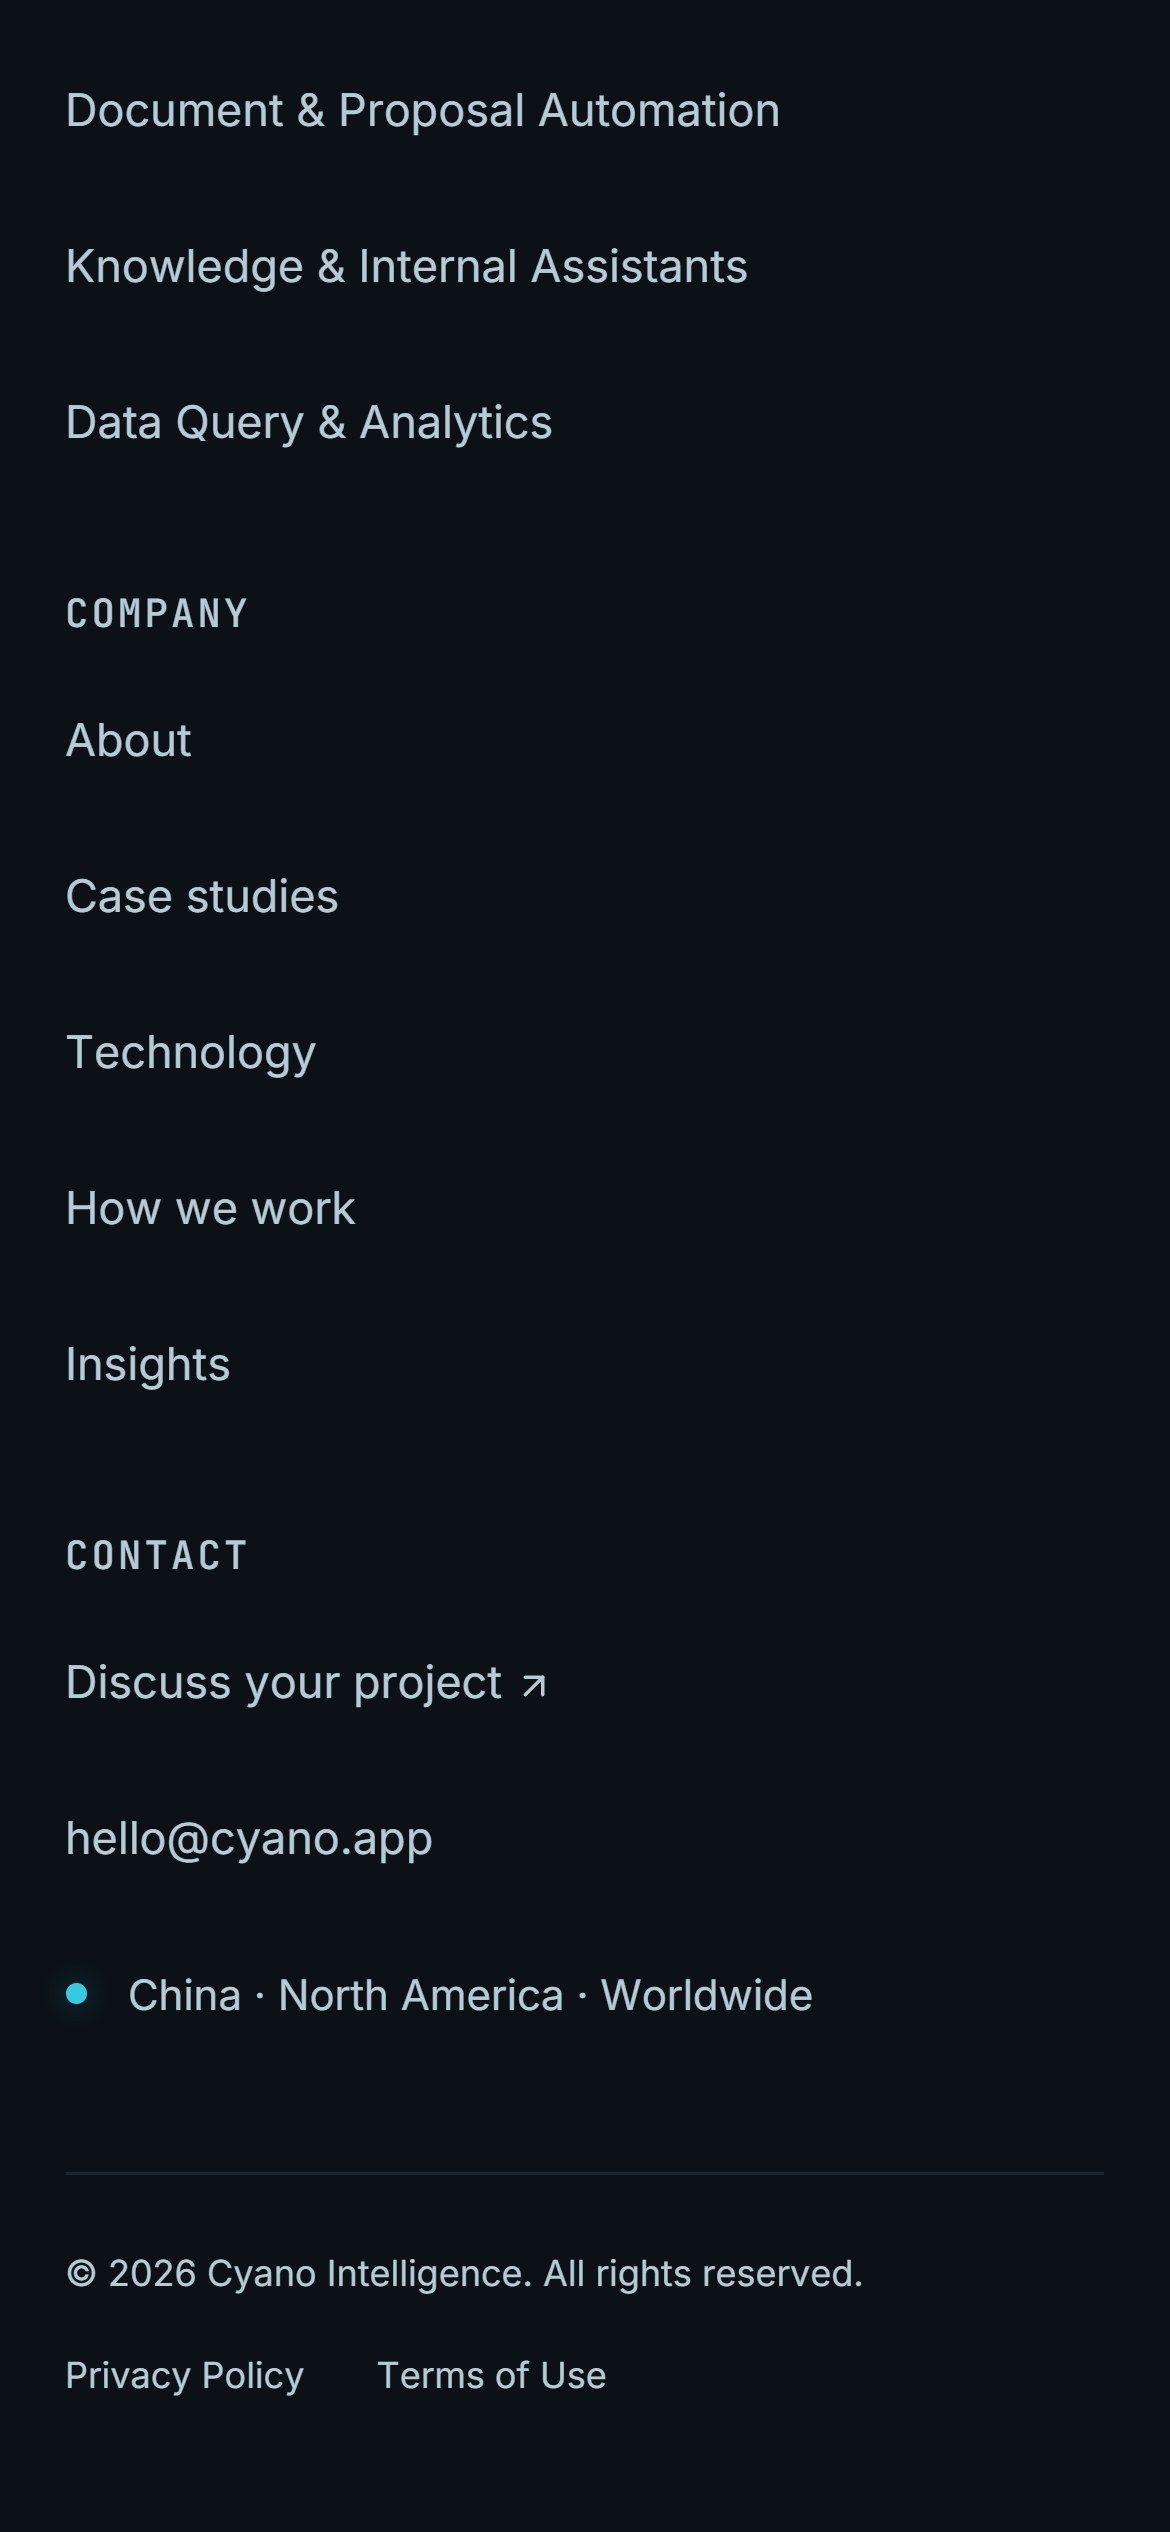 Document & Proposal Automation
Knowledge & Internal Assistants
Data Query & Analytics
COMPANY
About
Case studies
Technology
How we work
Insights
CONTACT
Discuss your project ↗
hello@cyano.app
China · North America · Worldwide
© 2026 Cyano Intelligence. All rights reserved.
Privacy Policy Terms of Use